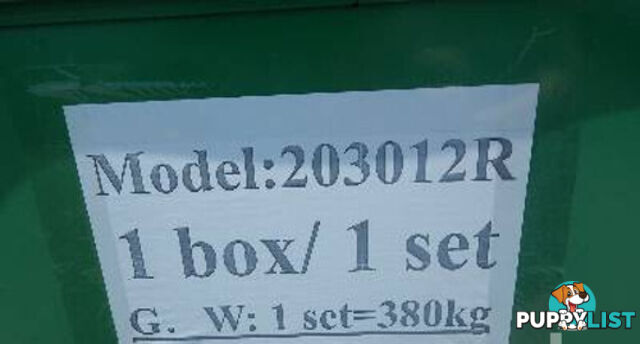 Model:203012R
1 box/ 1 set
G. W: 1 set=380kg
PUPPYLIST